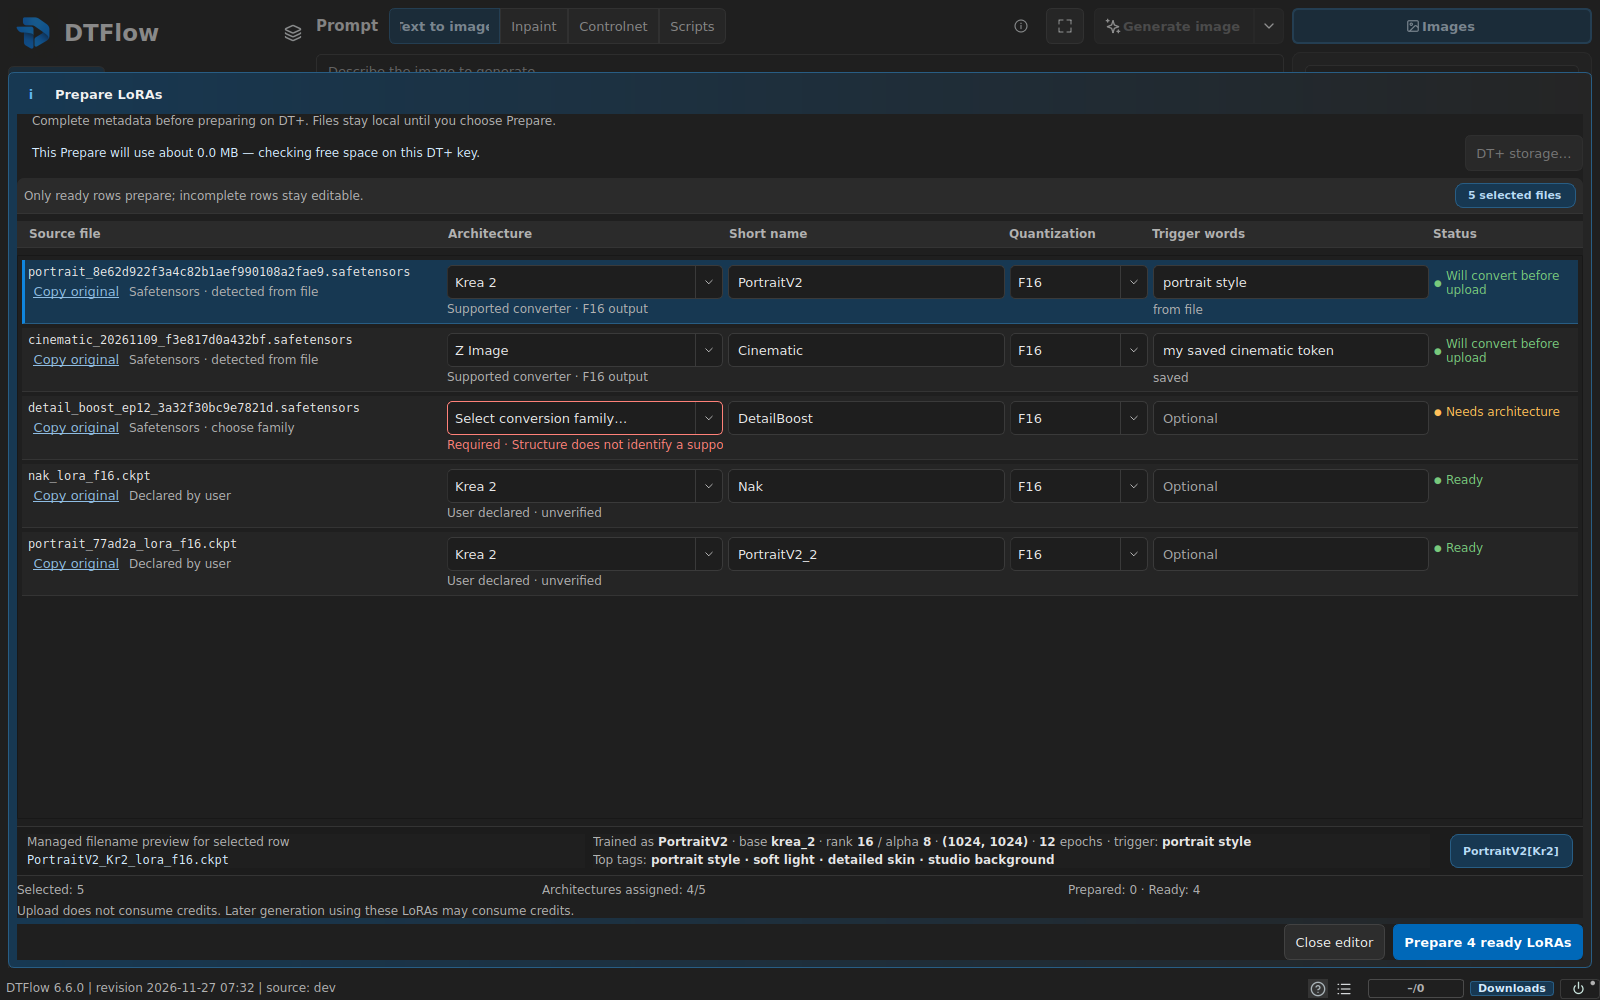 DTFlow
Prompt
Text to image
Inpaint
Controlnet
Scripts
Generate image
Images
Describe the image to generate
i Prepare LoRAs
Complete metadata before preparing on DT+. Files stay local until you choose Prepare.
This Prepare will use about 0.0 MB — checking free space on this DT+ key.
DT+ storage...
Only ready rows prepare; incomplete rows stay editable.
5 selected files
Source file Architecture Short name Quantization Trigger words Status
portrait_8e62d922f3a4c82b1aef990108a2fae9.safetensors
Copy original Safetensors · detected from file
Krea 2
Supported converter · F16 output
PortraitV2
F16
portrait style
from file
Will convert before
upload
cinematic_20261109_f3e817d0a432bf.safetensors
Copy original Safetensors · detected from file
Z Image
Supported converter · F16 output
Cinematic
F16
my saved cinematic token
saved
Will convert before
upload
detail_boost_ep12_3a32f30bc9e7821d.safetensors
Copy original Safetensors · choose family
Select conversion family...
Required · Structure does not identify a suppo
DetailBoost
F16
Optional
Needs architecture
nak_lora_f16.ckpt
Copy original Declared by user
Krea 2
User declared · unverified
Nak
F16
Optional
Ready
portrait_77ad2a_lora_f16.ckpt
Copy original Declared by user
Krea 2
User declared · unverified
PortraitV2_2
F16
Optional
Ready
Managed filename preview for selected row
PortraitV2_Kr2_lora_f16.ckpt
Trained as PortraitV2 · base krea_2 · rank 16 / alpha 8 · (1024, 1024) · 12 epochs · trigger: portrait style
Top tags: portrait style · soft light · detailed skin · studio background
PortraitV2[Kr2]
Selected: 5
Architectures assigned: 4/5
Prepared: 0 · Ready: 4
Upload does not consume credits. Later generation using these LoRAs may consume credits.
Close editor
Prepare 4 ready LoRAs
DTFlow 6.6.0 | revision 2026-11-27 07:32 | source: dev
-/0
Downloads